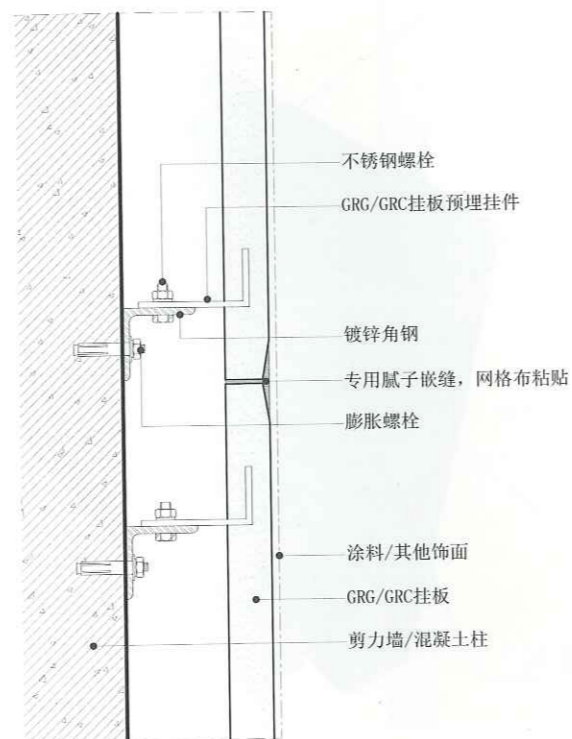 不锈钢螺栓
GRG/GRC挂板预埋挂件
镀锌角钢
专用腻子嵌缝，网格布粘贴
膨胀螺栓
涂料/其他饰面
GRG/GRC挂板
剪力墙/混凝土柱